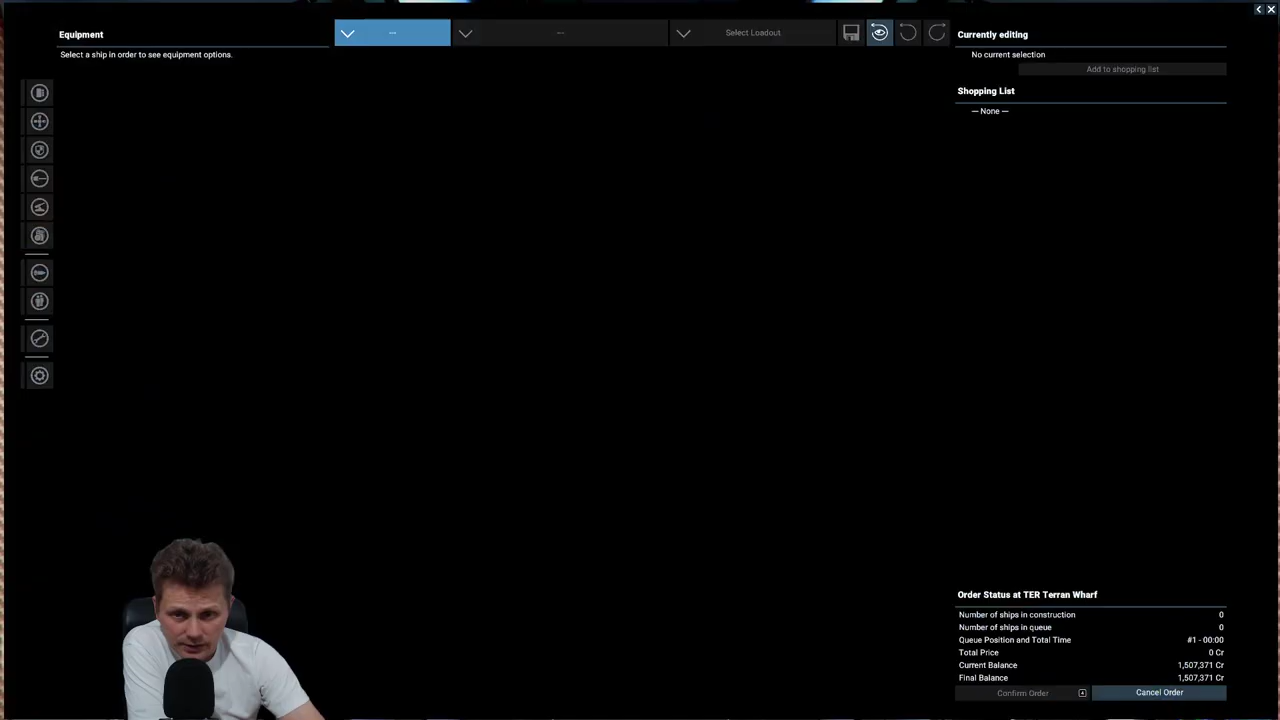 Equipment
Select a ship in order to see equipment options.
---
---
Select Loadout
Currently editing
No current selection
Add to shopping list
Shopping List
— None —
Order Status at TER Terran Wharf
Number of ships in construction 0
Number of ships in queue 0
Queue Position and Total Time #1 - 00:00
Total Price 0 Cr
Current Balance 1,507,371 Cr
Final Balance 1,507,371 Cr
Confirm Order
Cancel Order